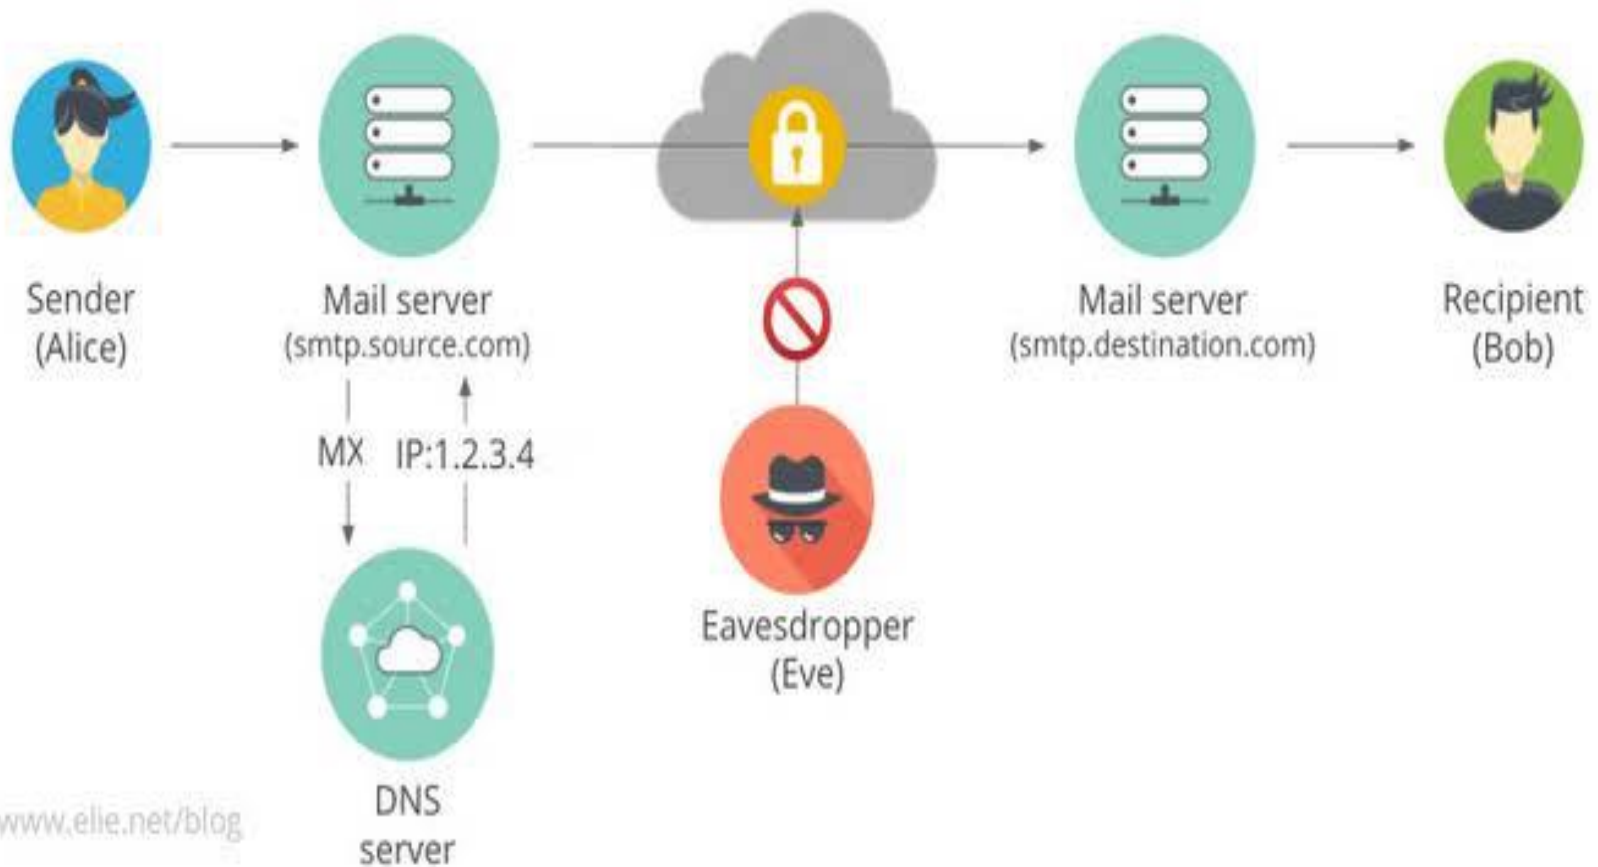 Sender
(Alice)
Mail server
(smtp.source.com)
Mail server
(smtp.destination.com)
Recipient
(Bob)
MX
IP:1.2.3.4
Eavesdropper
(Eve)
DNS
server
www.elie.net/blog